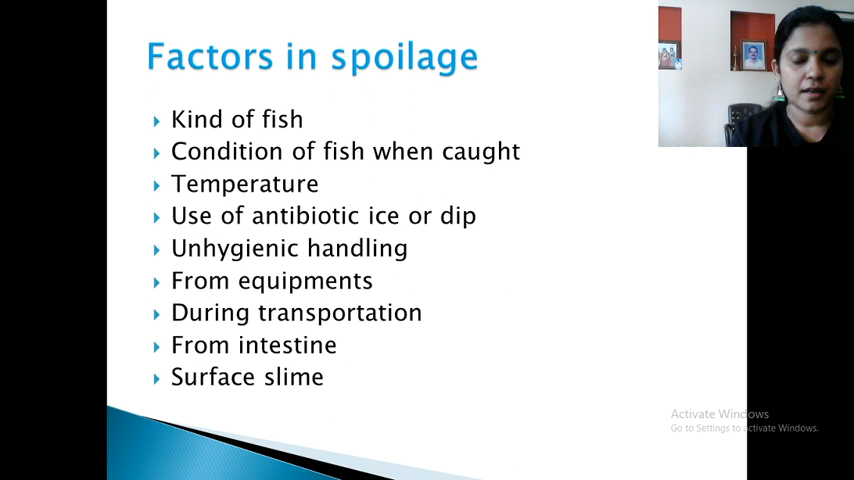 Factors in spoilage
Kind of fish
Condition of fish when caught
Temperature
Use of antibiotic ice or dip
Unhygienic handling
From equipments
During transportation
From intestine
Surface slime
Activate Windows
Go to Settings to activate Windows.